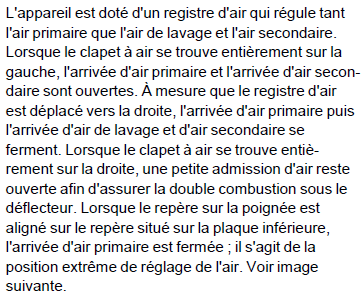 L'appareil est doté d'un registre d'air qui régule tant
l'air primaire que l'air de lavage et l'air secondaire.
Lorsque le clapet à air se trouve entièrement sur la
gauche, l'arrivée d'air primaire et l'arrivée d'air secon-
daire sont ouvertes. À mesure que le registre d'air
est déplacé vers la droite, l'arrivée d'air primaire puis
l'arrivée d'air de lavage et d'air secondaire se
ferment. Lorsque le clapet à air se trouve entiè-
rement sur la droite, une petite admission d'air reste
ouverte afin d'assurer la double combustion sous le
déflecteur. Lorsque le repère sur la poignée est
aligné sur le repère situé sur la plaque inférieure,
l'arrivée d'air primaire est fermée ; il s'agit de la
position extrême de réglage de l'air. Voir image
suivante.